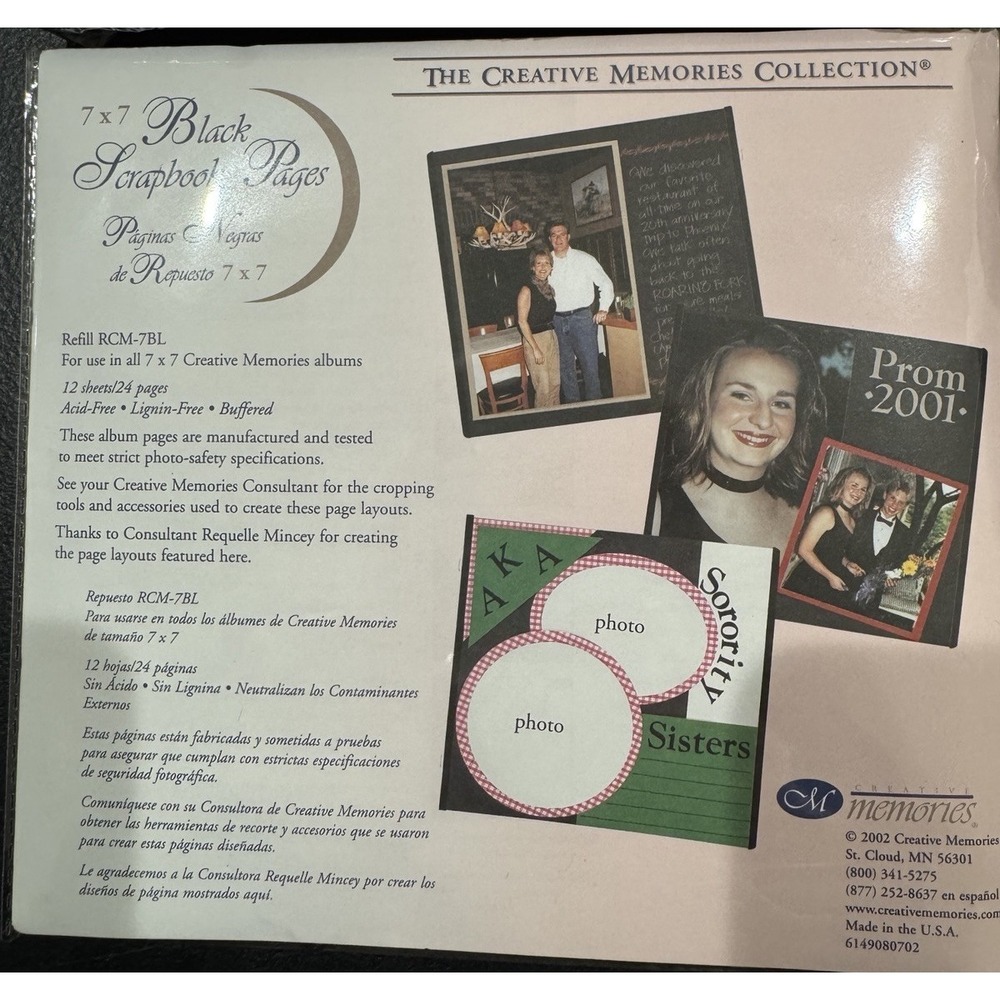 THE CREATIVE MEMORIES COLLECTION®
7 x 7 Black
Scrapbook Pages
Páginas Negras
de Repuesto 7 x 7
Refill RCM-7BL
For use in all 7 x 7 Creative Memories albums
12 sheets/24 pages
Acid-Free • Lignin-Free • Buffered
These album pages are manufactured and tested
to meet strict photo-safety specifications.
See your Creative Memories Consultant for the cropping
tools and accessories used to create these page layouts.
Thanks to Consultant Requelle Mincey for creating
the page layouts featured here.
Repuesto RCM-7BL
Para usarse en todos los álbumes de Creative Memories
de tamaño 7 x 7
12 hojas/24 páginas
Sin Ácido • Sin Lignina • Neutralizan los Contaminantes
Externos
Estas páginas están fabricadas y sometidas a pruebas
para asegurar que cumplan con estrictas especificaciones
de seguridad fotográfica.
Comuníquese con su Consultora de Creative Memories para
obtener las herramientas de recorte y accesorios que se usaron
para crear estas páginas diseñadas.
Le agradecemos a la Consultora Requelle Mincey por crear los
diseños de página mostrados aquí.
We discovered
our favorite
restaurant of
all time on our
20th anniversary
trip to Phoenix.
We talk often
about going
back to the
ROARING FORK
for more meals
Prom
·2001·
AKA
Sorority
Sisters
photo
photo
CM
CREATIVE
memories®
© 2002 Creative Memories
St. Cloud, MN 56301
(800) 341-5275
(877) 252-8637 en español
www.creativememories.com
Made in the U.S.A.
6149080702